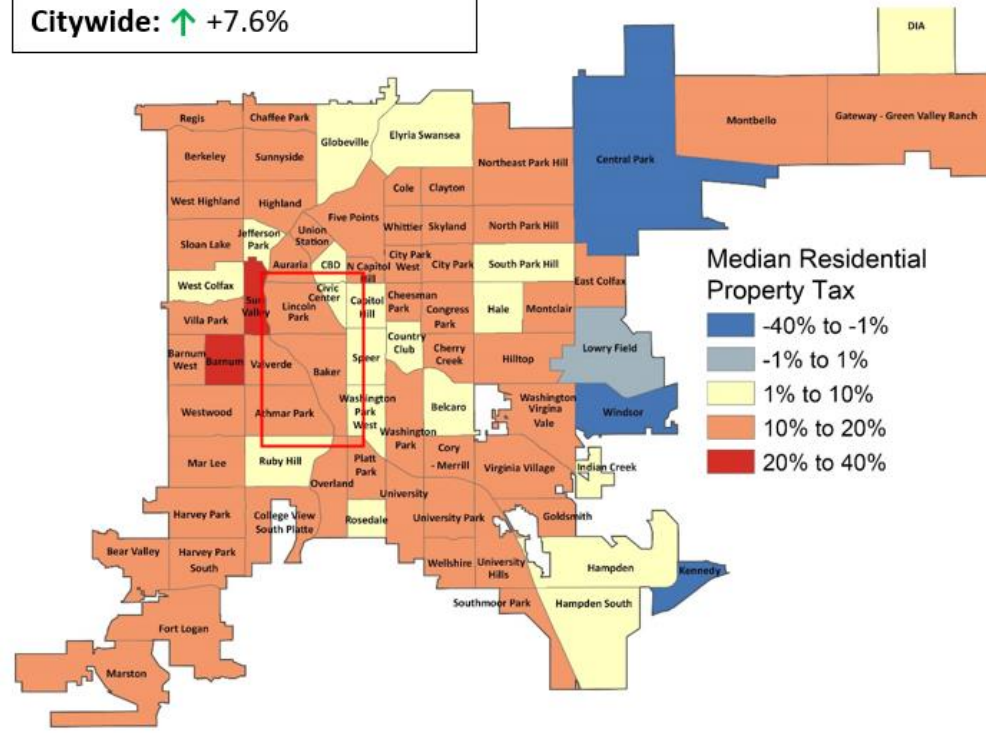 Citywide: ↑ +7.6%
DIA
Regis
Chaffee Park
Globeville
Elyria Swansea
Montbello
Gateway - Green Valley Ranch
Berkeley
Sunnyside
Northeast Park Hill
Central Park
Cole
Clayton
West Highland
Highland
Five Points
Whittier
Skyland
North Park Hill
Sloan Lake
Jefferson
Park
Union
Station
Auraria
CBD
N Capitol
Hill
City Park
West
City Park
South Park Hill
East Colfax
West Colfax
Sun
Valley
Lincoln
Park
Civic
Center
Capitol
Hill
Cheesman
Park
Congress
Park
Hale
Montclair
Villa Park
Country
Club
Cherry
Creek
Hilltop
Lowry Field
Barnum
West
Barnum
Valverde
Baker
Speer
Westwood
Athmar Park
Washington
Park
West
Washington
Park
Belcaro
Washington
Virgina
Vale
Windsor
Mar Lee
Ruby Hill
Platt
Park
Cory
- Merrill
Virginia Village
Indian Creek
Overland
University
Harvey Park
College View
South Platte
Rosedale
University Park
Goldsmith
Bear Valley
Harvey Park
South
Wellshire
University
Hills
Hampden
Kennedy
Southmoor Park
Hampden South
Fort Logan
Marston
Median Residential
Property Tax
-40% to -1%
-1% to 1%
1% to 10%
10% to 20%
20% to 40%